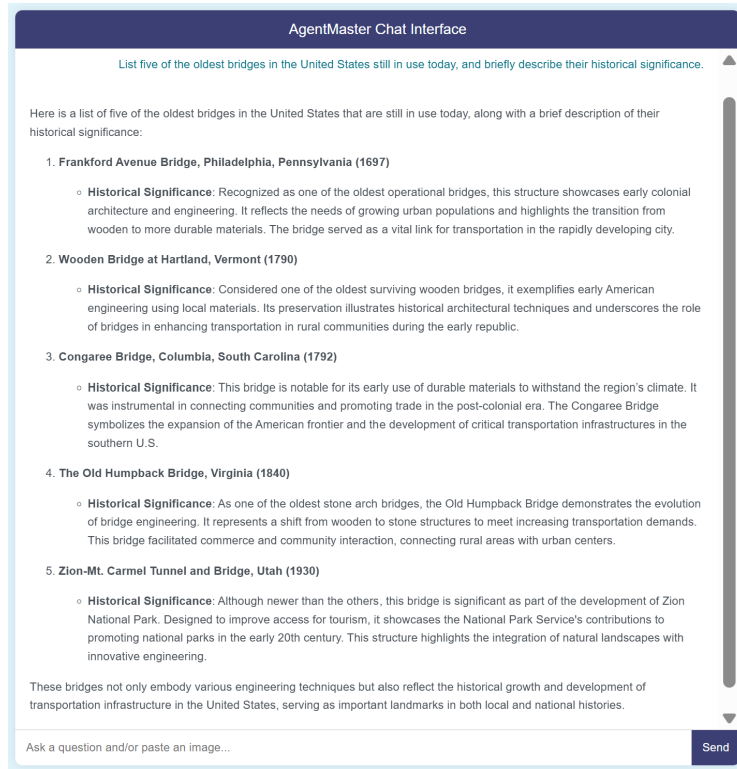 AgentMaster Chat Interface
List five of the oldest bridges in the United States still in use today, and briefly describe their historical significance.
Here is a list of five of the oldest bridges in the United States that are still in use today, along with a brief description of their
historical significance:
1. Frankford Avenue Bridge, Philadelphia, Pennsylvania (1697)
◦ Historical Significance: Recognized as one of the oldest operational bridges, this structure showcases early colonial
architecture and engineering. It reflects the needs of growing urban populations and highlights the transition from
wooden to more durable materials. The bridge served as a vital link for transportation in the rapidly developing city.
2. Wooden Bridge at Hartland, Vermont (1790)
◦ Historical Significance: Considered one of the oldest surviving wooden bridges, it exemplifies early American
engineering using local materials. Its preservation illustrates historical architectural techniques and underscores the role
of bridges in enhancing transportation in rural communities during the early republic.
3. Congaree Bridge, Columbia, South Carolina (1792)
◦ Historical Significance: This bridge is notable for its early use of durable materials to withstand the region's climate. It
was instrumental in connecting communities and promoting trade in the post-colonial era. The Congaree Bridge
symbolizes the expansion of the American frontier and the development of critical transportation infrastructures in the
southern U.S.
4. The Old Humpback Bridge, Virginia (1840)
◦ Historical Significance: As one of the oldest stone arch bridges, the Old Humpback Bridge demonstrates the evolution
of bridge engineering. It represents a shift from wooden to stone structures to meet increasing transportation demands.
This bridge facilitated commerce and community interaction, connecting rural areas with urban centers.
5. Zion-Mt. Carmel Tunnel and Bridge, Utah (1930)
◦ Historical Significance: Although newer than the others, this bridge is significant as part of the development of Zion
National Park. Designed to improve access for tourism, it showcases the National Park Service's contributions to
promoting national parks in the early 20th century. This structure highlights the integration of natural landscapes with
innovative engineering.
These bridges not only embody various engineering techniques but also reflect the historical growth and development of
transportation infrastructure in the United States, serving as important landmarks in both local and national histories.
Ask a question and/or paste an image...
Send